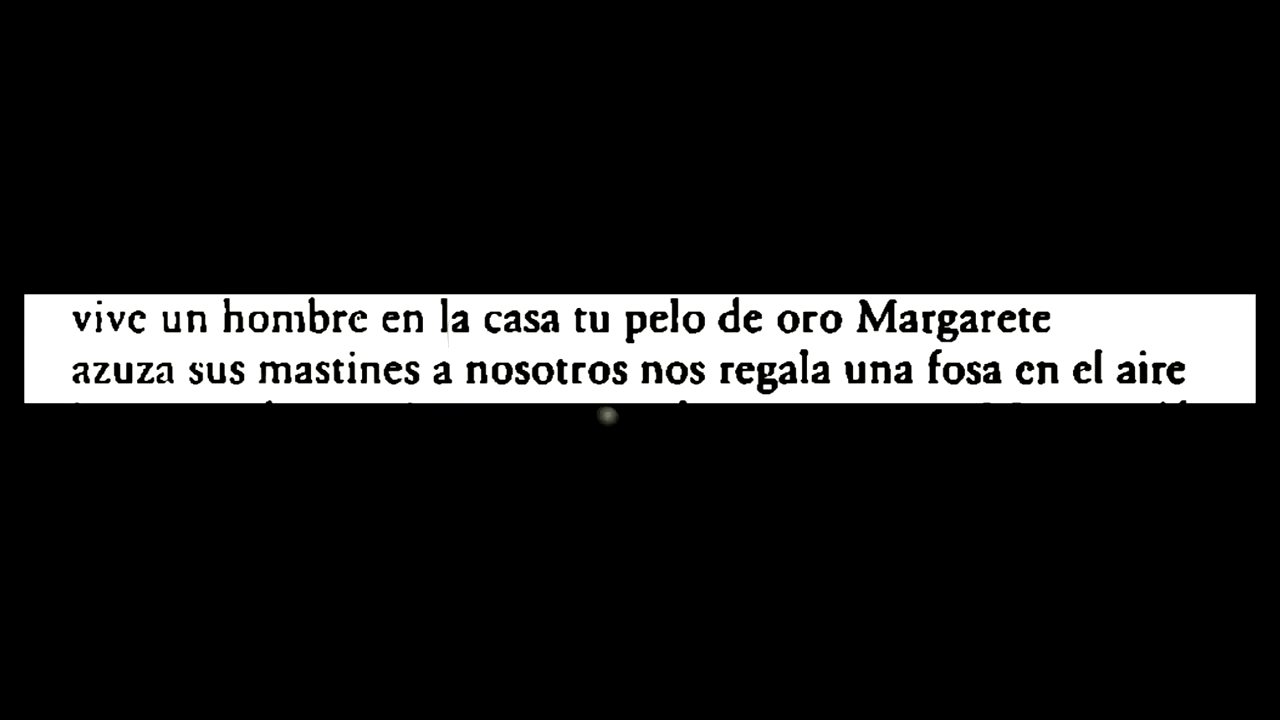 vive un hombre en la casa tu pelo de oro Margarete
azuza sus mastines a nosotros nos regala una fosa en el aire